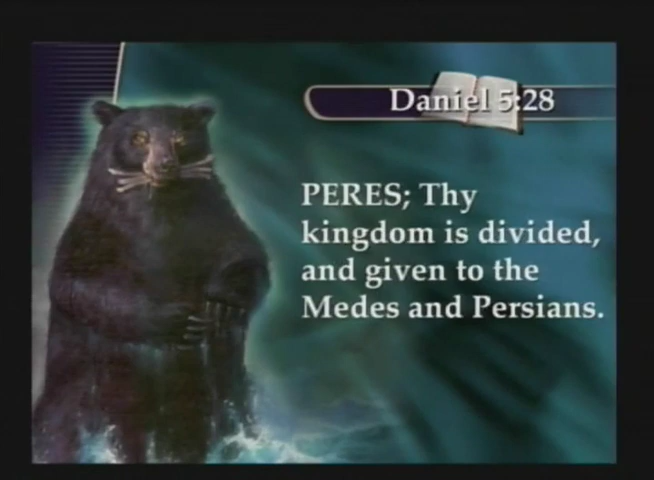 Daniel 5:28
PERES; Thy
kingdom is divided,
and given to the
Medes and Persians.